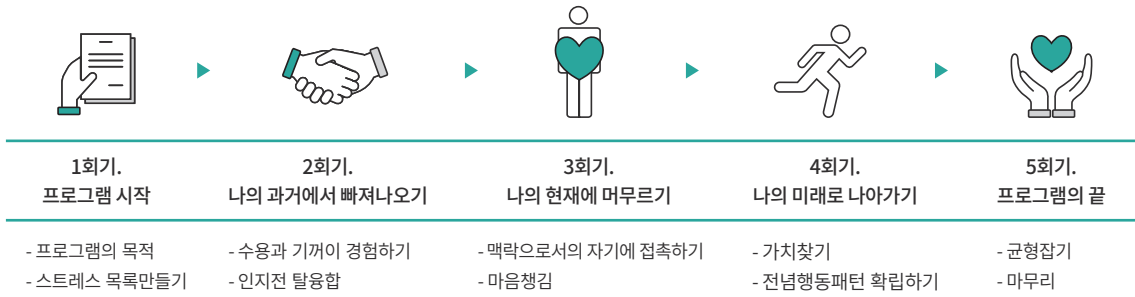 1회기.
프로그램 시작
2회기.
나의 과거에서 빠져나오기
3회기.
나의 현재에 머무르기
4회기.
나의 미래로 나아가기
5회기.
프로그램의 끝
- 프로그램의 목적
- 스트레스 목록만들기
- 수용과 기꺼이 경험하기
- 인지전 탈융합
- 맥락으로서의 자기에 접촉하기
- 마음챙김
- 가치찾기
- 전념행동패턴 확립하기
- 균형잡기
- 마무리